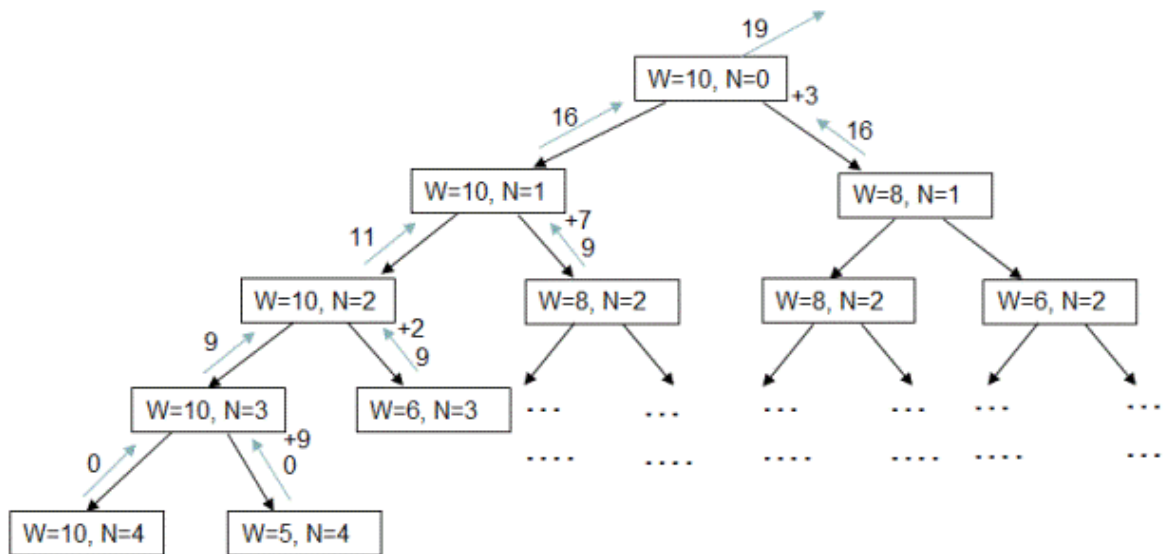 19
W=10, N=0
+3
16
16
W=10, N=1
W=8, N=1
+7
11
9
W=10, N=2
W=8, N=2
W=8, N=2
W=6, N=2
+2
9
9
W=10, N=3
W=6, N=3
... ... ... ... ... ...
+9
0
0
.... .... .... .... .... ...
W=10, N=4
W=5, N=4